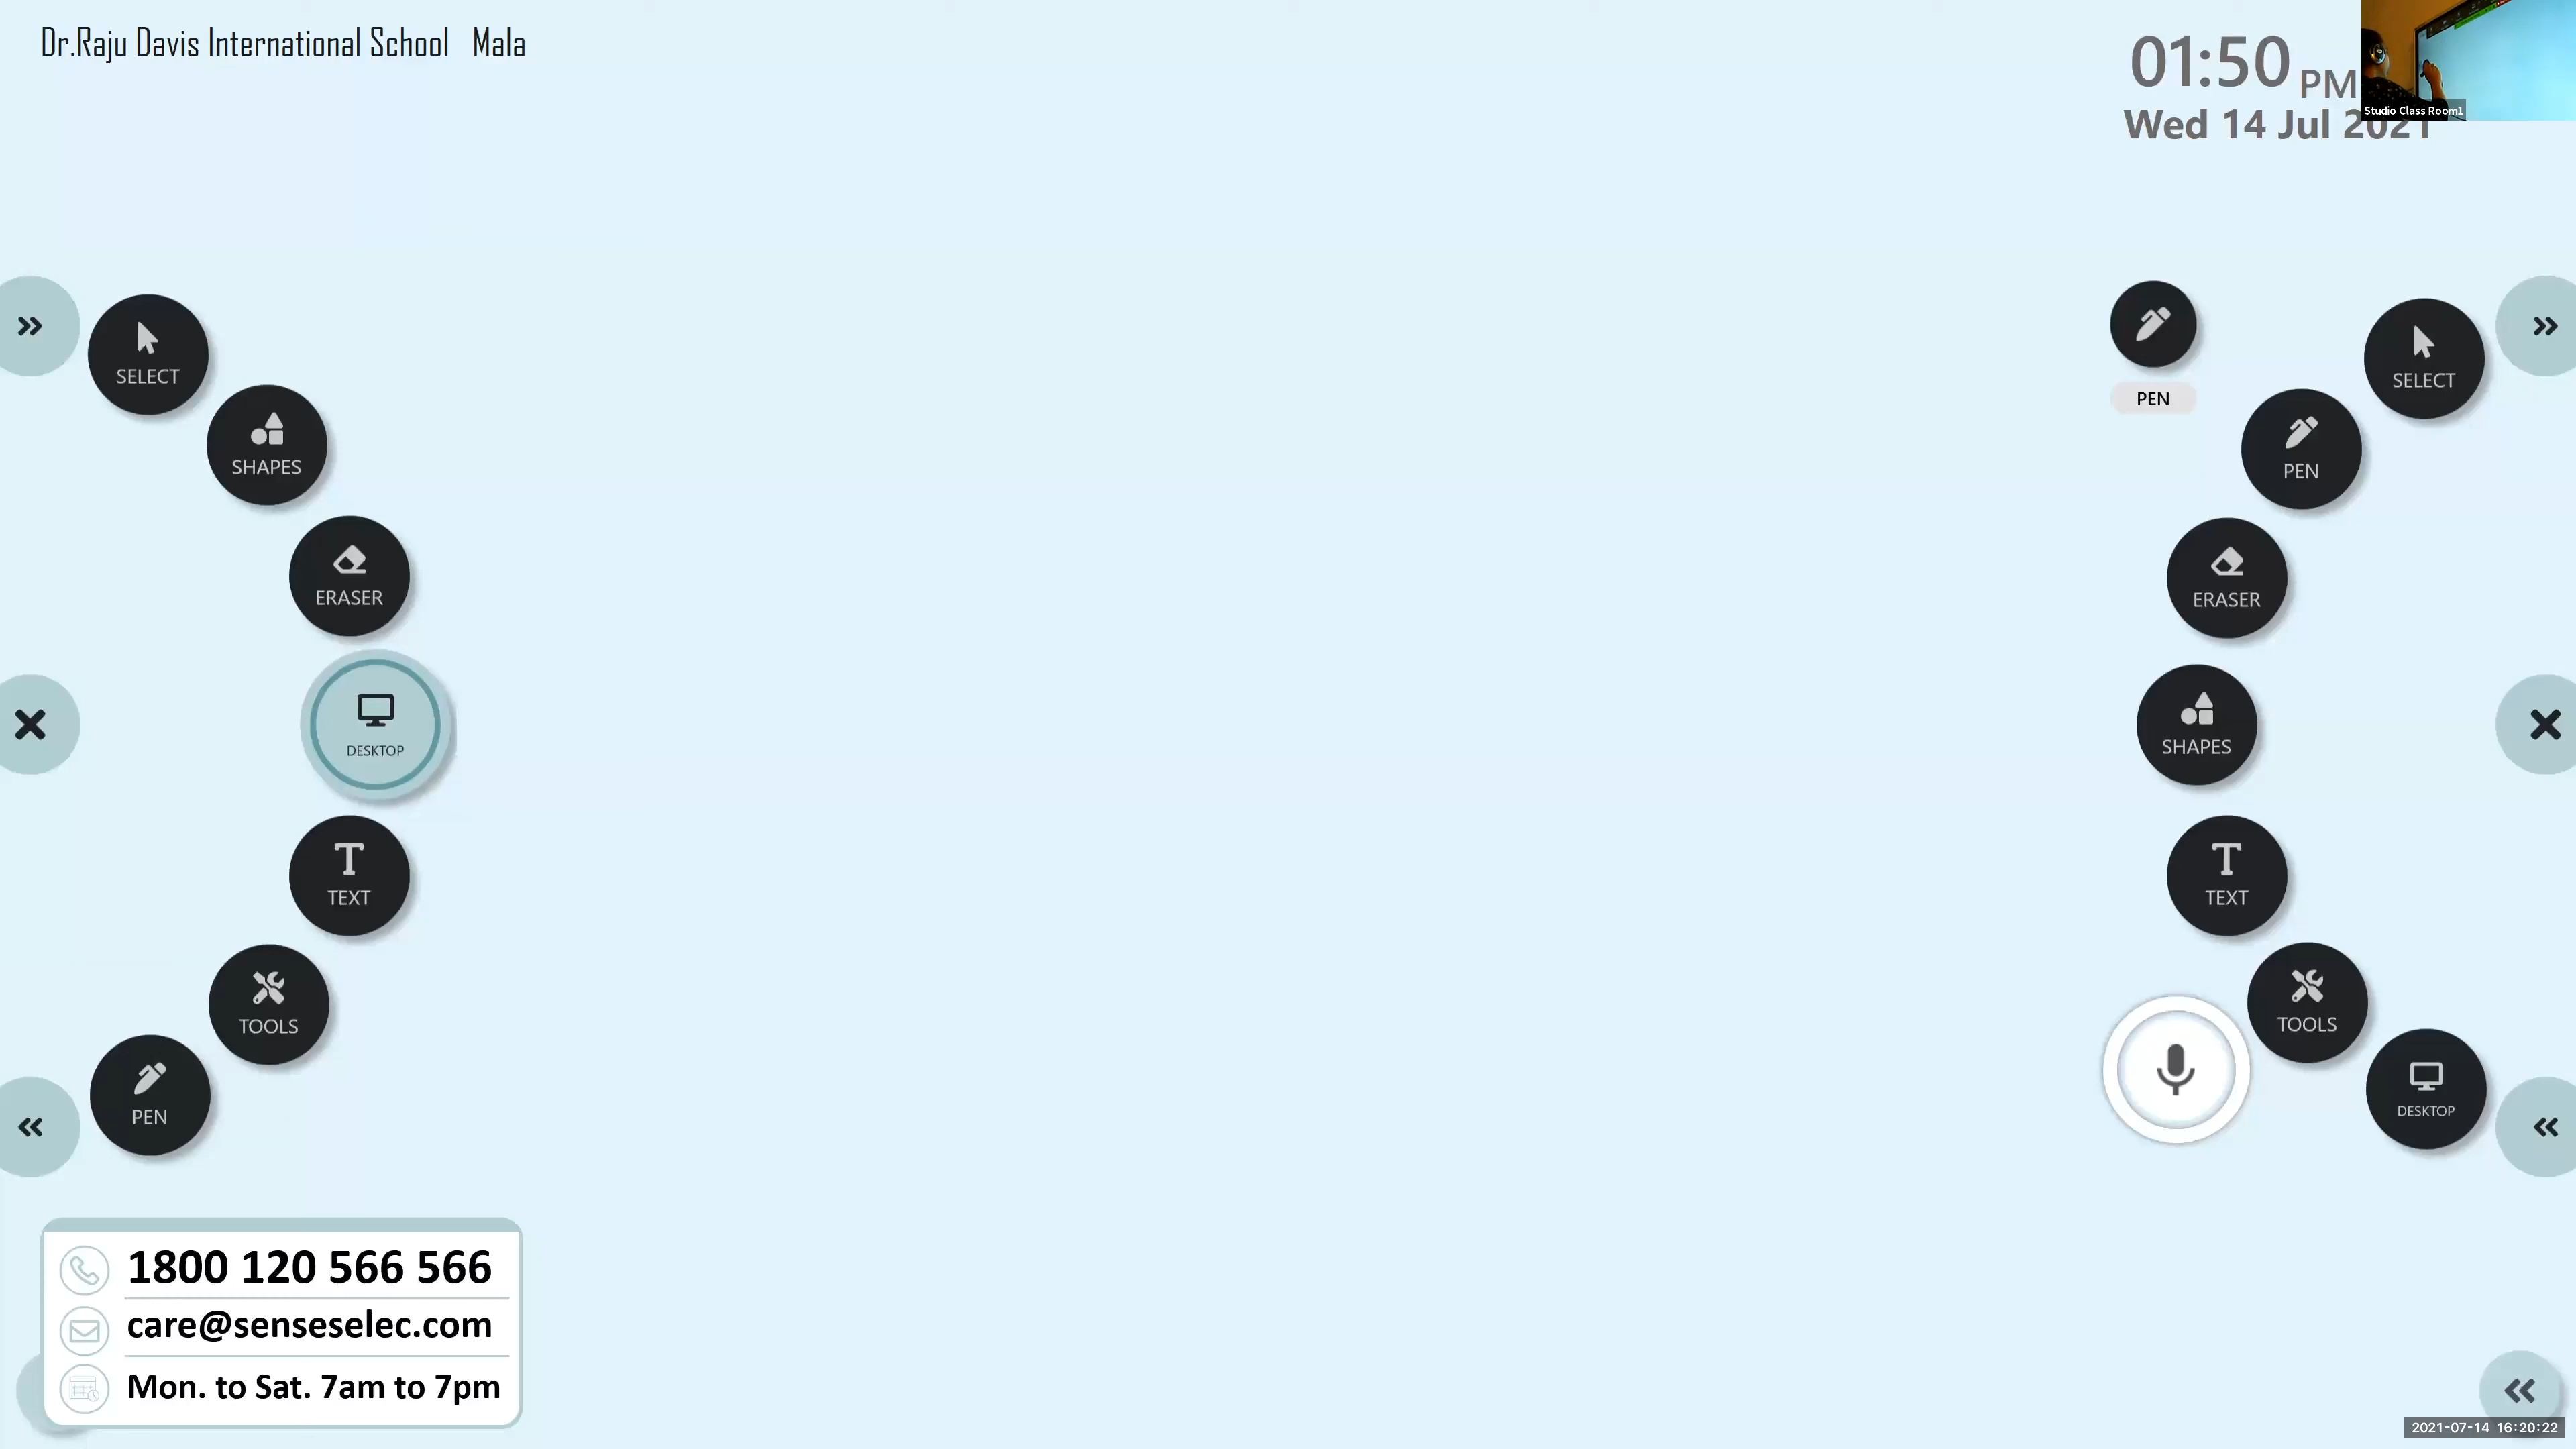 Dr.Raju Davis International School Mala
01:50 PM
Wed 14 Jul 2021
Studio Class Room1
SELECT
SHAPES
ERASER
DESKTOP
TEXT
TOOLS
PEN
PEN
SELECT
PEN
ERASER
SHAPES
TEXT
TOOLS
DESKTOP
1800 120 566 566
care@senseselec.com
Mon. to Sat. 7am to 7pm
2021-07-14 16:20:22